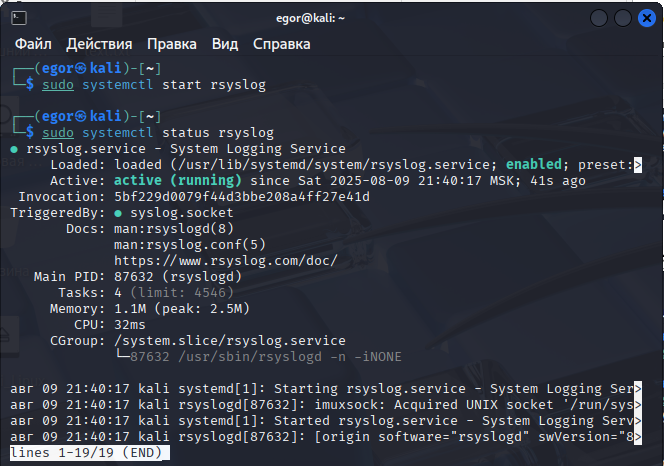 egor@kali: ~
Файл Действия Правка Вид Справка
┌──(egor㉿kali)-[~]
└─$ sudo systemctl start rsyslog
┌──(egor㉿kali)-[~]
└─$ sudo systemctl status rsyslog
● rsyslog.service - System Logging Service
Loaded: loaded (/usr/lib/systemd/system/rsyslog.service; enabled; preset:>
Active: active (running) since Sat 2025-08-09 21:40:17 MSK; 41s ago
Invocation: 5bf229d0079f44d3bbe208a4ff27e41d
TriggeredBy: ● syslog.socket
Docs: man:rsyslogd(8)
man:rsyslog.conf(5)
https://www.rsyslog.com/doc/
Main PID: 87632 (rsyslogd)
Tasks: 4 (limit: 4546)
Memory: 1.1M (peak: 2.5M)
CPU: 32ms
CGroup: /system.slice/rsyslog.service
└─87632 /usr/sbin/rsyslogd -n -iNONE
авг 09 21:40:17 kali systemd[1]: Starting rsyslog.service - System Logging Ser>
авг 09 21:40:17 kali rsyslogd[87632]: imuxsock: Acquired UNIX socket '/run/sys>
авг 09 21:40:17 kali systemd[1]: Started rsyslog.service - System Logging Serv>
авг 09 21:40:17 kali rsyslogd[87632]: [origin software="rsyslogd" swVersion="8>
lines 1-19/19 (END)